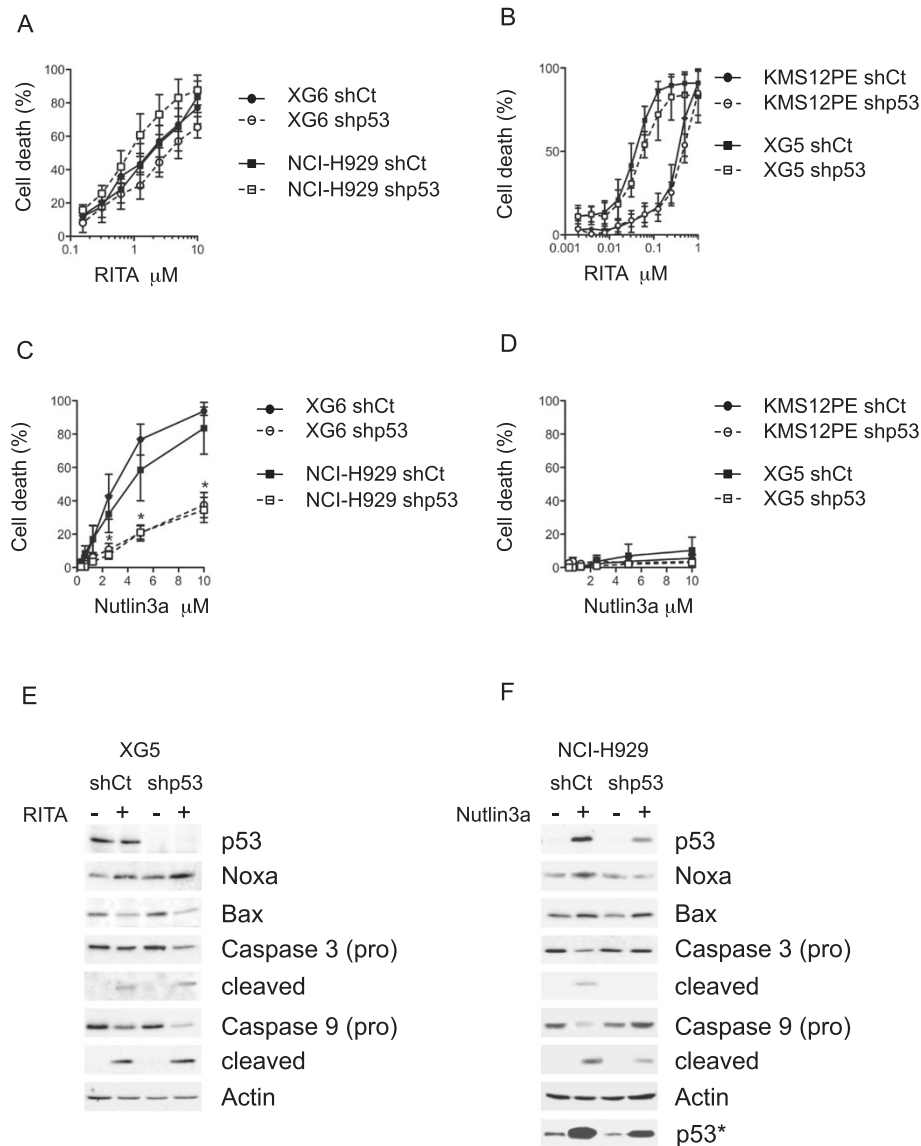 A
Cell death (%)
100
80
60
40
20
0
0.1
1
10
RITA μM
XG6 shCt
XG6 shp53
NCI-H929 shCt
NCI-H929 shp53
B
Cell death (%)
100
50
0
0.001
0.01
0.1
1
RITA μM
KMS12PE shCt
KMS12PE shp53
XG5 shCt
XG5 shp53
C
Cell death (%)
100
80
60
40
20
0
0 2 4 6 8 10
* * *
Nutlin3a μM
XG6 shCt
XG6 shp53
NCI-H929 shCt
NCI-H929 shp53
D
Cell death (%)
100
80
60
40
20
0
0 2 4 6 8 10
Nutlin3a μM
KMS12PE shCt
KMS12PE shp53
XG5 shCt
XG5 shp53
E
XG5
shCt shp53
RITA - + - +
p53
Noxa
Bax
Caspase 3 (pro)
cleaved
Caspase 9 (pro)
cleaved
Actin
F
NCI-H929
shCt shp53
Nutlin3a - + - +
p53
Noxa
Bax
Caspase 3 (pro)
cleaved
Caspase 9 (pro)
cleaved
Actin
p53*